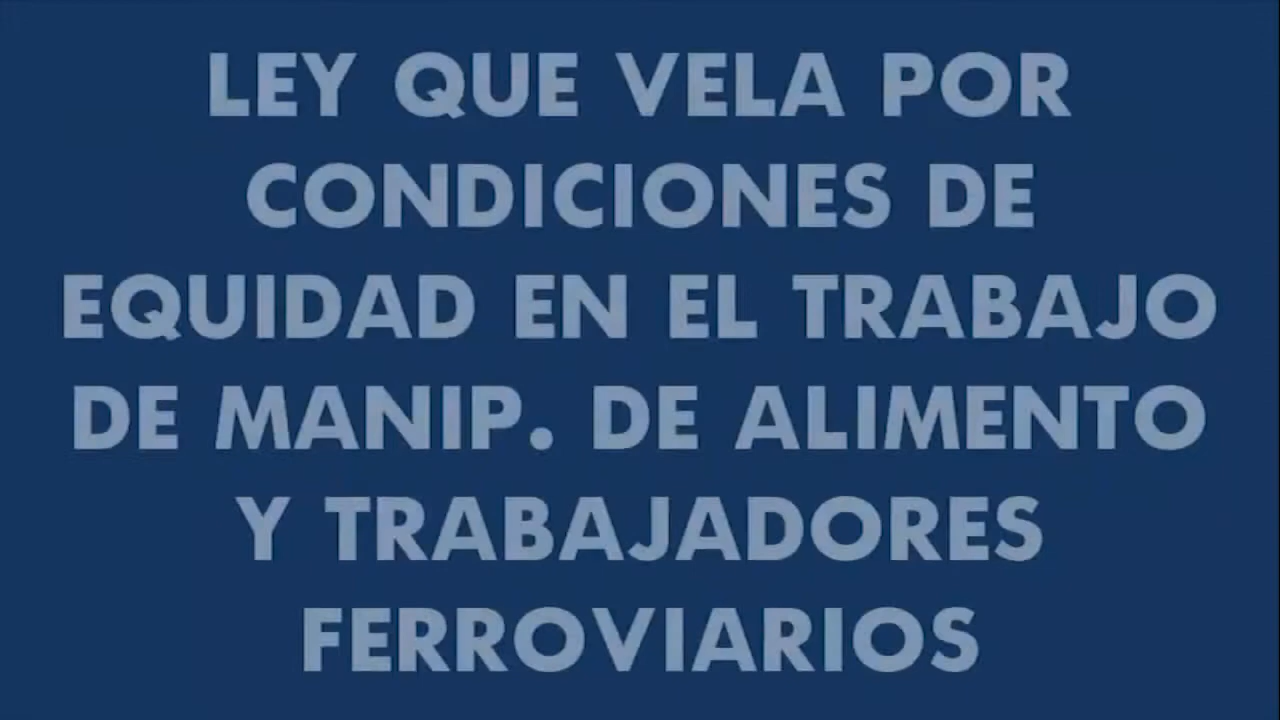 LEY QUE VELA POR
CONDICIONES DE
EQUIDAD EN EL TRABAJO
DE MANIP. DE ALIMENTO
Y TRABAJADORES
FERROVIARIOS